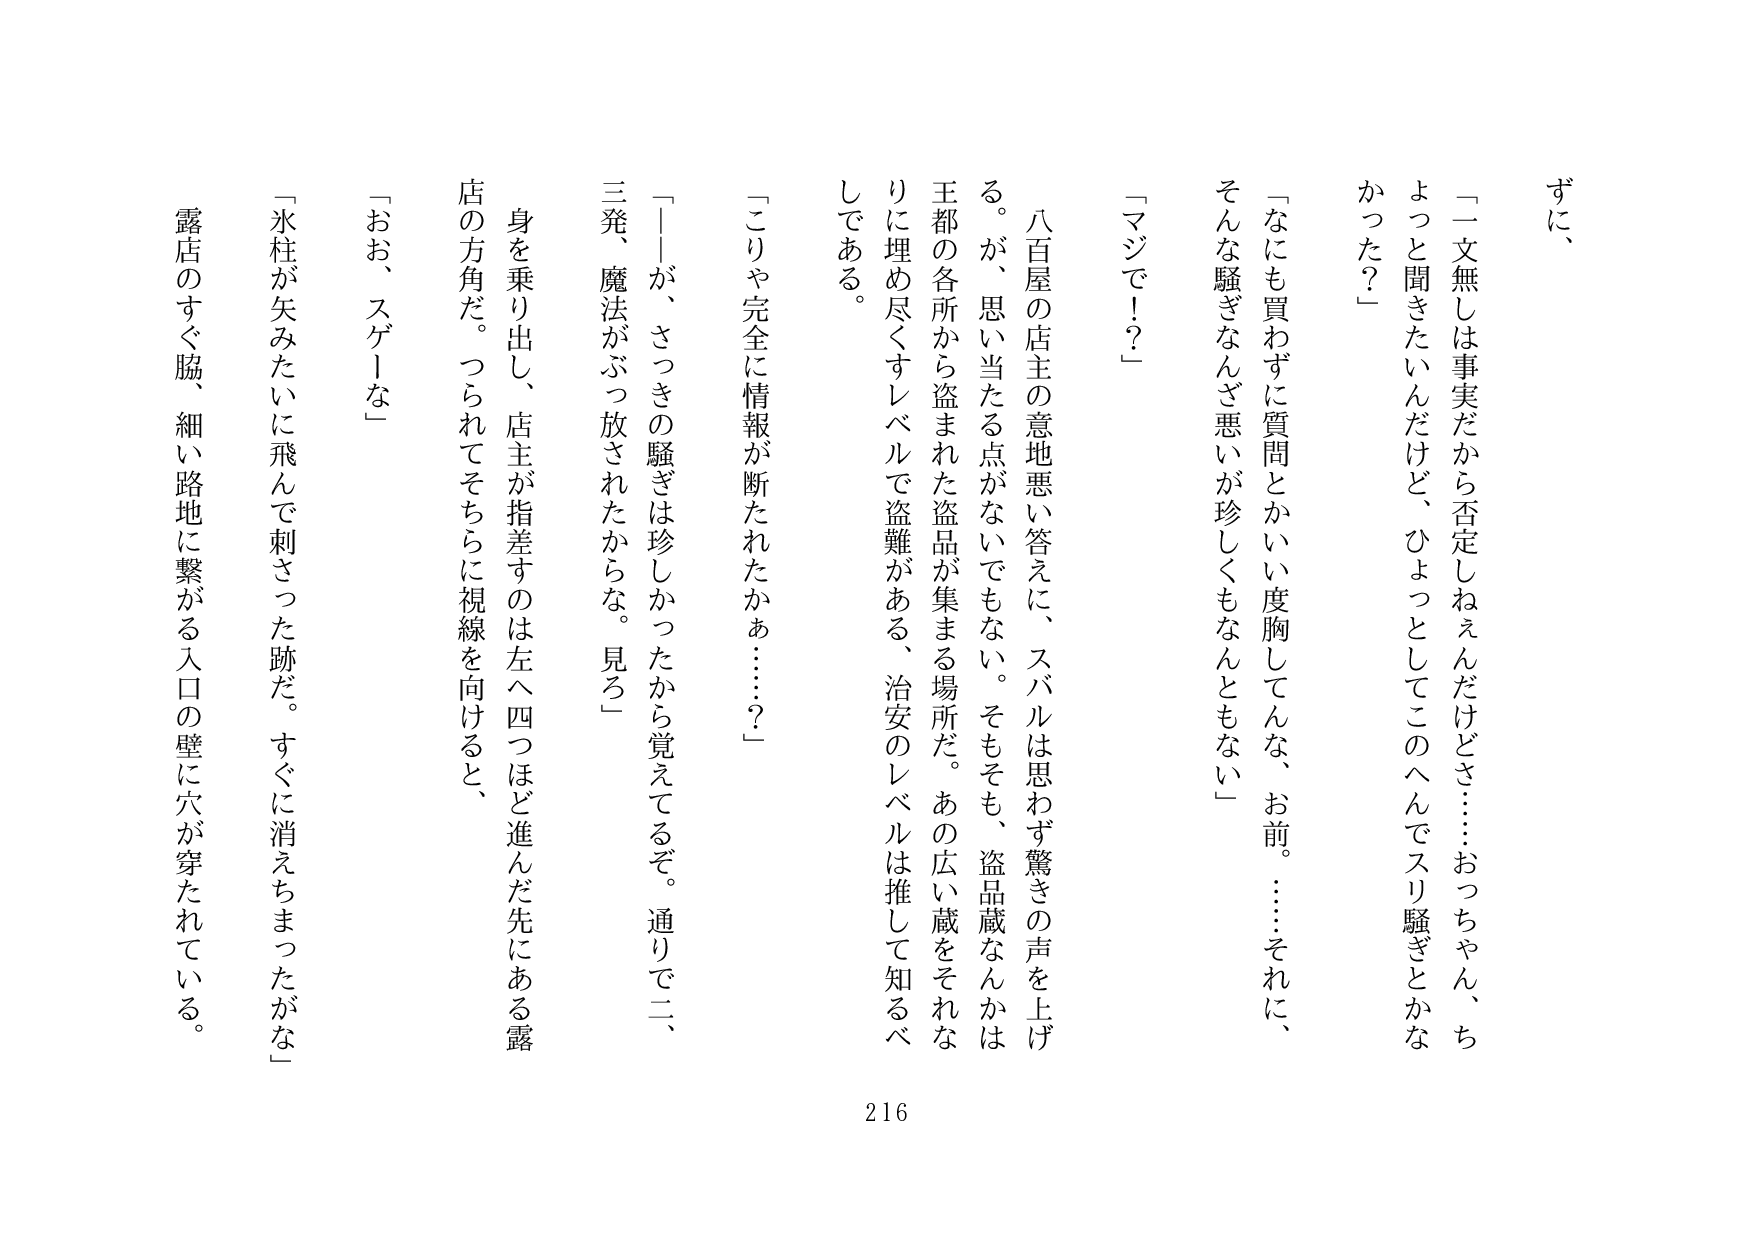 ずに、
「一文無しは事実だから否定しねぇんだけどさ……おっちゃん、ち
ょっと聞きたいんだけど、ひょっとしてこのへんでスリ騒ぎとかな
かった？」
「なにも買わずに質問とかいい度胸してんな、お前。……それに、
そんな騒ぎなんざ悪いが珍しくもなんともない」
「マジで！？」
　八百屋の店主の意地悪い答えに、スバルは思わず驚きの声を上げ
る。が、思い当たる点がないでもない。そもそも、盗品蔵なんかは
王都の各所から盗まれた盗品が集まる場所だ。あの広い蔵をそれな
りに埋め尽くすレベルで盗難がある、治安のレベルは推して知るべ
しである。
「こりゃ完全に情報が断たれたかぁ……？」
「――が、さっきの騒ぎは珍しかったから覚えてるぞ。通りで二、
三発、魔法がぶっ放されたからな。見ろ」
　身を乗り出し、店主が指差すのは左へ四つほど進んだ先にある露
店の方角だ。つられてそちらに視線を向けると、
「おお、スゲーな」
「氷柱が矢みたいに飛んで刺さった跡だ。すぐに消えちまったがな」
　露店のすぐ脇、細い路地に繋がる入口の壁に穴が穿たれている。
216